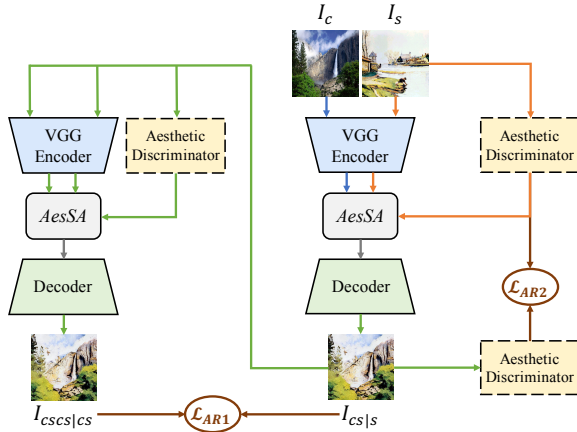 I_c I_s
VGG
Encoder
Aesthetic
Discriminator
VGG
Encoder
Aesthetic
Discriminator
AesSA
AesSA
Decoder
Decoder
ℒ_AR2
Aesthetic
Discriminator
I_cscs|cs
ℒ_AR1
I_cs|s